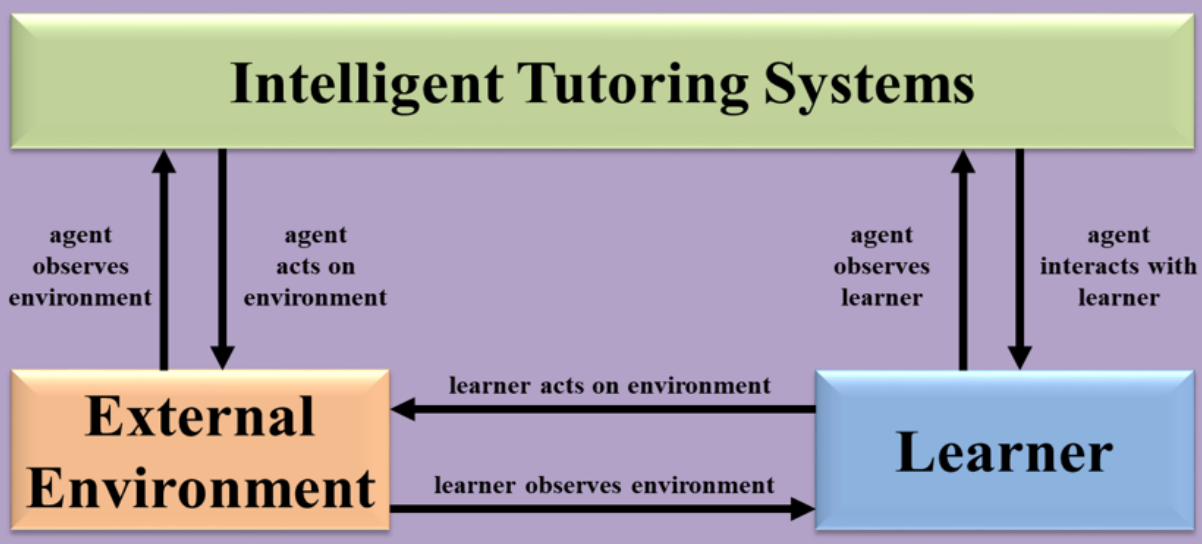 Intelligent Tutoring Systems
agent
observes
environment
agent
acts on
environment
agent
observes
learner
agent
interacts with
learner
learner acts on environment
External
Environment
learner observes environment
Learner